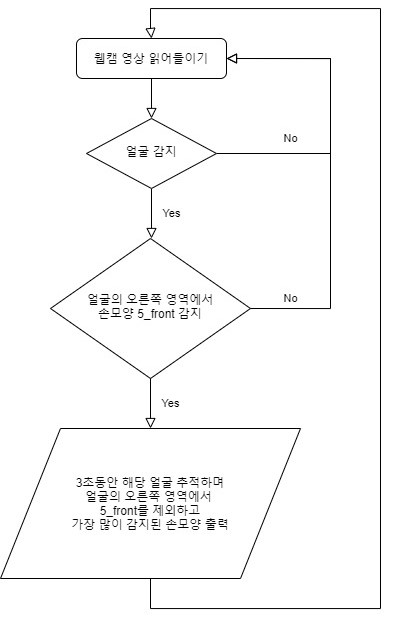 웹캠 영상 읽어들이기
얼굴 감지
No
Yes
얼굴의 오른쪽 영역에서
손모양 5_front 감지
No
Yes
3초동안 해당 얼굴 추적하며
얼굴의 오른쪽 영역에서
5_front를 제외하고
가장 많이 감지된 손모양 출력